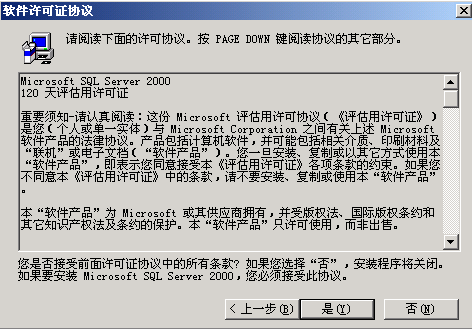 软件许可证协议
请阅读下面的许可协议。按 PAGE DOWN 键阅读协议的其它部分。
Microsoft SQL Server 2000
120 天评估用许可证
重要须知-请认真阅读：这份 Microsoft 评估用许可协议（《评估用许可证》）
是您（个人或单一实体）与 Microsoft Corporation 之间有关上述 Microsoft
软件产品的法律协议。产品包括计算机软件，并可能包括相关介质、印刷材料及
“联机”或电子文档（“软件产品”）。您一旦安装、复制或以其它方式使用本
“软件产品”，即表示您同意接受本《评估用许可证》各项条款的约束。如果您
不同意本《评估用许可证》中的条款，请不要安装、复制或使用本“软件产品”
。
本“软件产品”为 Microsoft 或其供应商拥有，并受版权法、国际版权条约和
其它知识产权法及条约的保护。本“软件产品”只许可使用，而非出售。
您是否接受前面许可证协议中的所有条款？如果您选择“否”，安装程序将关闭。
如果要安装 Microsoft SQL Server 2000，您必须接受此协议。
< 上一步(B) 是(Y) 否(N)